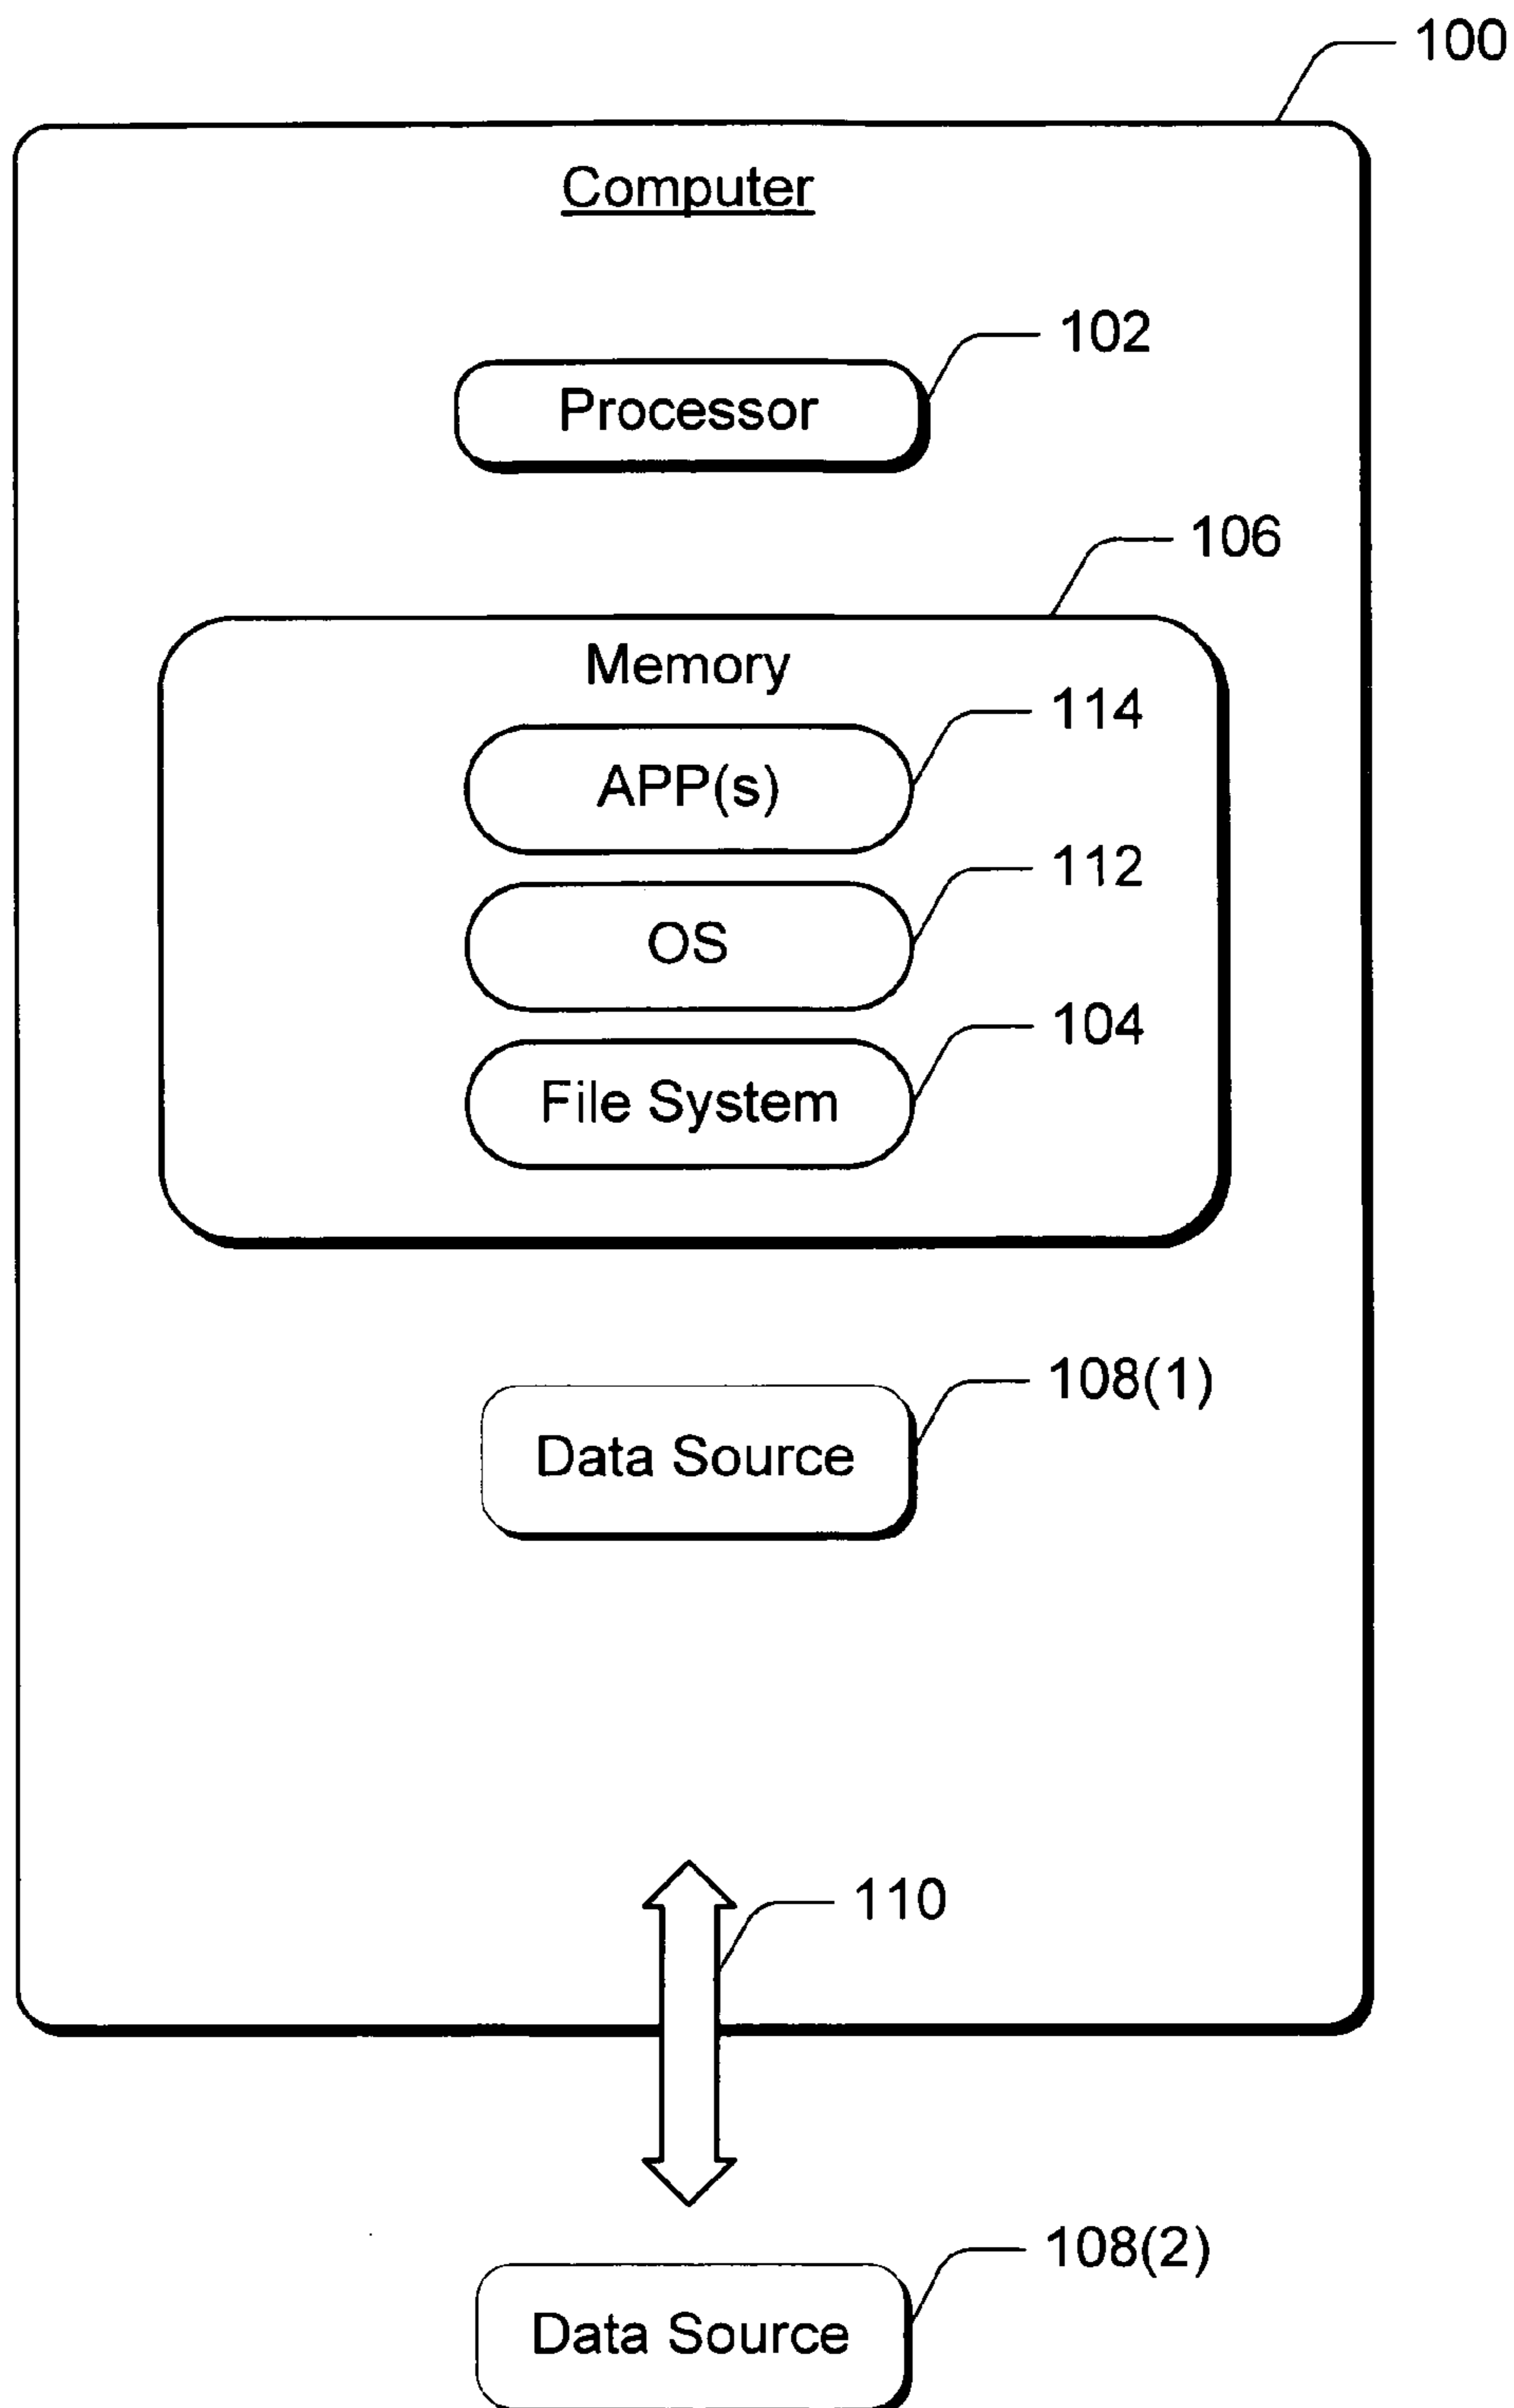 100
Computer
102
Processor
106
Memory
114
APP(s)
112
OS
104
File System
108(1)
Data Source
110
108(2)
Data Source